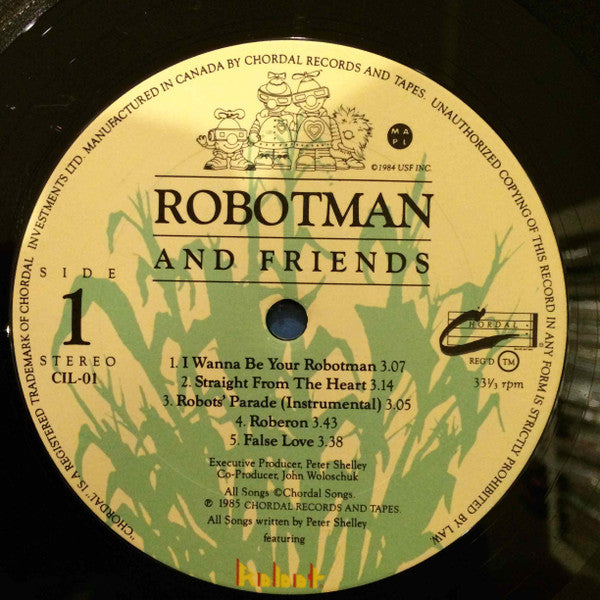 "CHORDAL" IS A REGISTERED TRADEMARK OF CHORDAL INVESTMENTS LTD. MANUFACTURED IN CANADA BY CHORDAL RECORDS AND TAPES. UNAUTHORIZED COPYING OF THIS RECORD IN ANY FORM IS STRICTLY PROHIBITED BY LAW.
M A
P L
©1984 USF INC.
ROBOTMAN
AND FRIENDS
SIDE
1
STEREO
CIL-01
CHORDAL
REG'D TM
33⅓ rpm
1. I Wanna Be Your Robotman 3.07
2. Straight From The Heart 3.14
3. Robots' Parade (Instrumental) 3.05
4. Roberon 3.43
5. False Love 3.38
Executive Producer, Peter Shelley
Co-Producer, John Woloschuk
All Songs ©Chordal Songs.
℗ 1985 CHORDAL RECORDS AND TAPES.
All Songs written by Peter Shelley
featuring